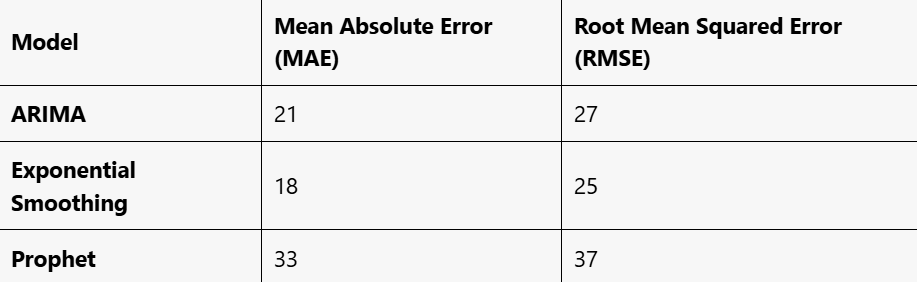 Model
Mean Absolute Error
(MAE)
Root Mean Squared Error
(RMSE)
ARIMA
21
27
Exponential
Smoothing
18
25
Prophet
33
37